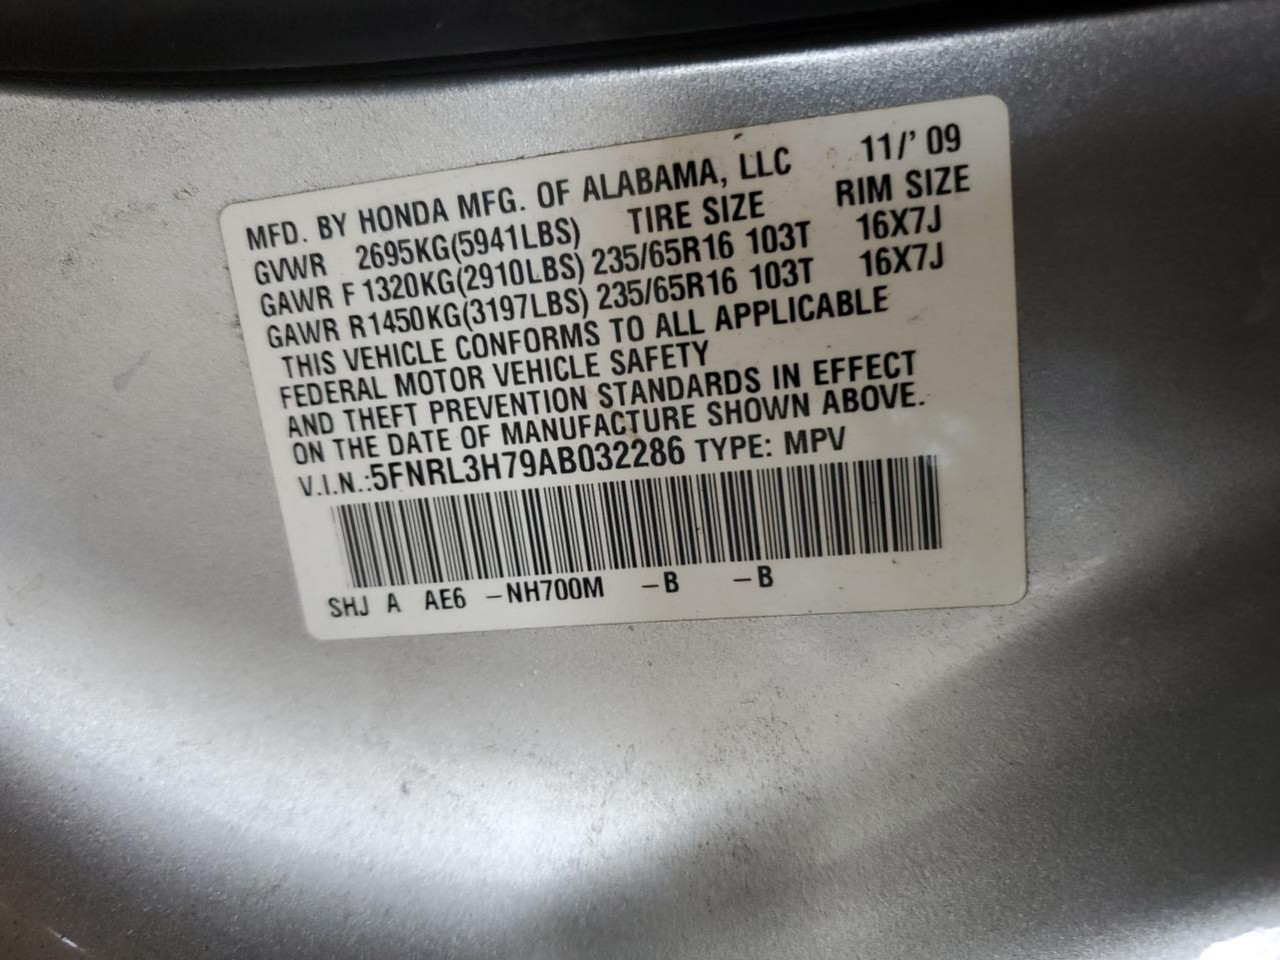 MFD. BY HONDA MFG. OF ALABAMA, LLC 11/' 09
GVWR 2695KG(5941LBS) TIRE SIZE RIM SIZE
GAWR F 1320KG(2910LBS) 235/65R16 103T 16X7J
GAWR R1450KG(3197LBS) 235/65R16 103T 16X7J
THIS VEHICLE CONFORMS TO ALL APPLICABLE
FEDERAL MOTOR VEHICLE SAFETY
AND THEFT PREVENTION STANDARDS IN EFFECT
ON THE DATE OF MANUFACTURE SHOWN ABOVE.
V.I.N.:5FNRL3H79AB032286 TYPE: MPV
SHJ A AE6 -NH700M -B -B